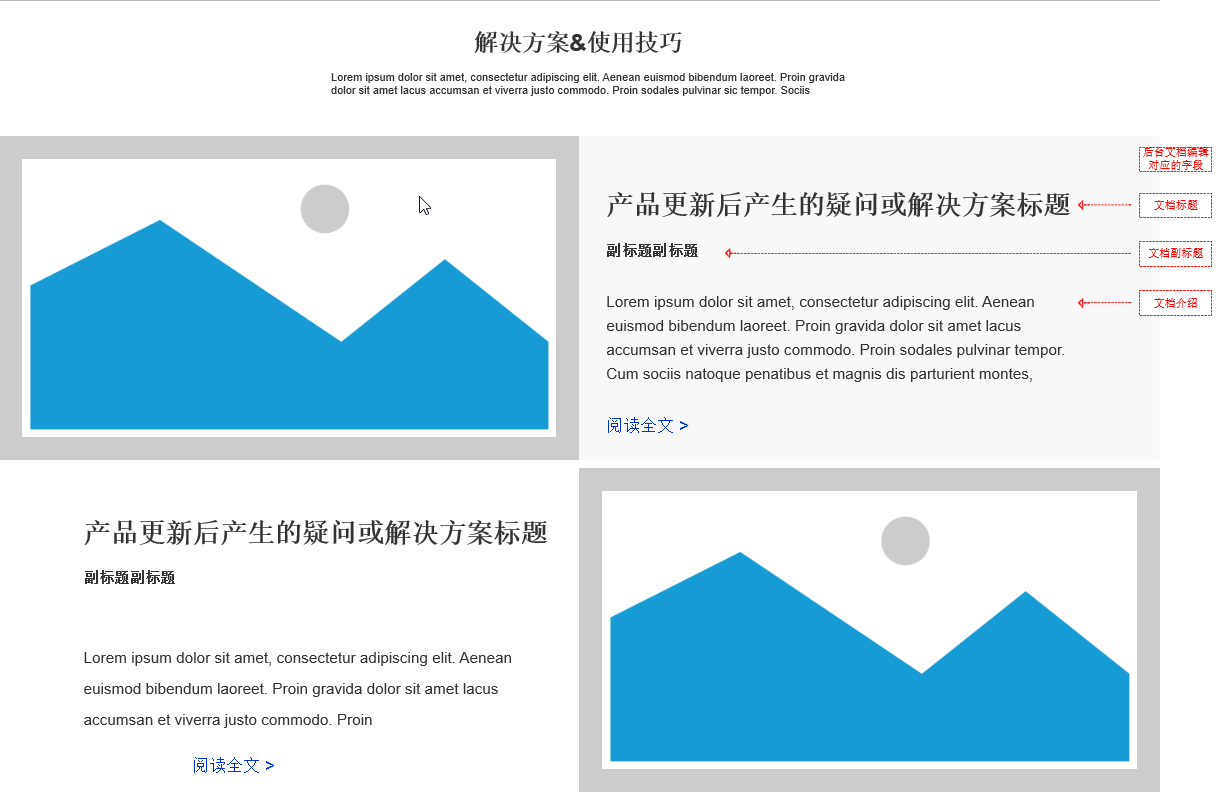 解决方案&使用技巧
Lorem ipsum dolor sit amet, consectetur adipiscing elit. Aenean euismod bibendum laoreet. Proin gravida
dolor sit amet lacus accumsan et viverra justo commodo. Proin sodales pulvinar sic tempor. Sociis
后台文档编辑
对应的字段
产品更新后产生的疑问或解决方案标题
文档标题
副标题副标题
文档副标题
Lorem ipsum dolor sit amet, consectetur adipiscing elit. Aenean
文档介绍
euismod bibendum laoreet. Proin gravida dolor sit amet lacus
accumsan et viverra justo commodo. Proin sodales pulvinar tempor.
Cum sociis natoque penatibus et magnis dis parturient montes,
阅读全文 >
产品更新后产生的疑问或解决方案标题
副标题副标题
Lorem ipsum dolor sit amet, consectetur adipiscing elit. Aenean
euismod bibendum laoreet. Proin gravida dolor sit amet lacus
accumsan et viverra justo commodo. Proin
阅读全文 >